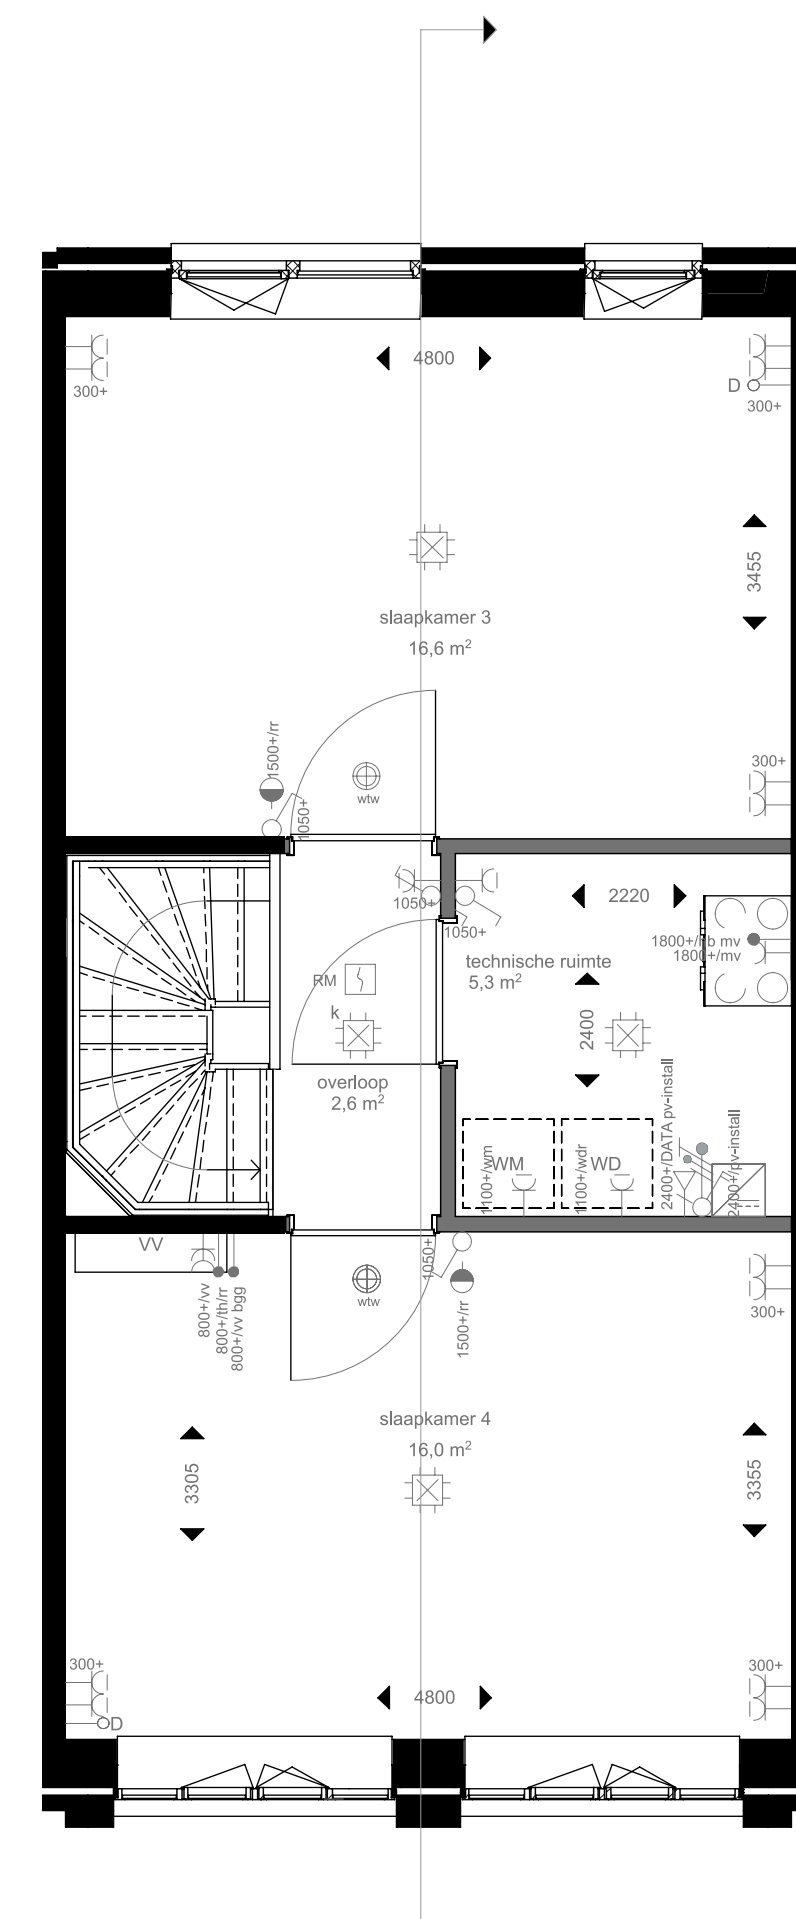 4800
300+
D
300+
3455
slaapkamer 3
16,6 m²
1500+/rr
1050+
wtw
300+
1050+
1050+
2220
1800+/rb mv
1800+/mv
technische ruimte
5,3 m²
RM
k
2400
overloop
2,6 m²
2400+/DATA pv-install
2400+/pv-install
1100+/wm
WM
1100+/wdr
WD
VV
800+/vv
800+/th/rr
800+/vv bgg
wtw
1050+
1500+/rr
300+
slaapkamer 4
16,0 m²
3305
3355
300+
D
4800
300+